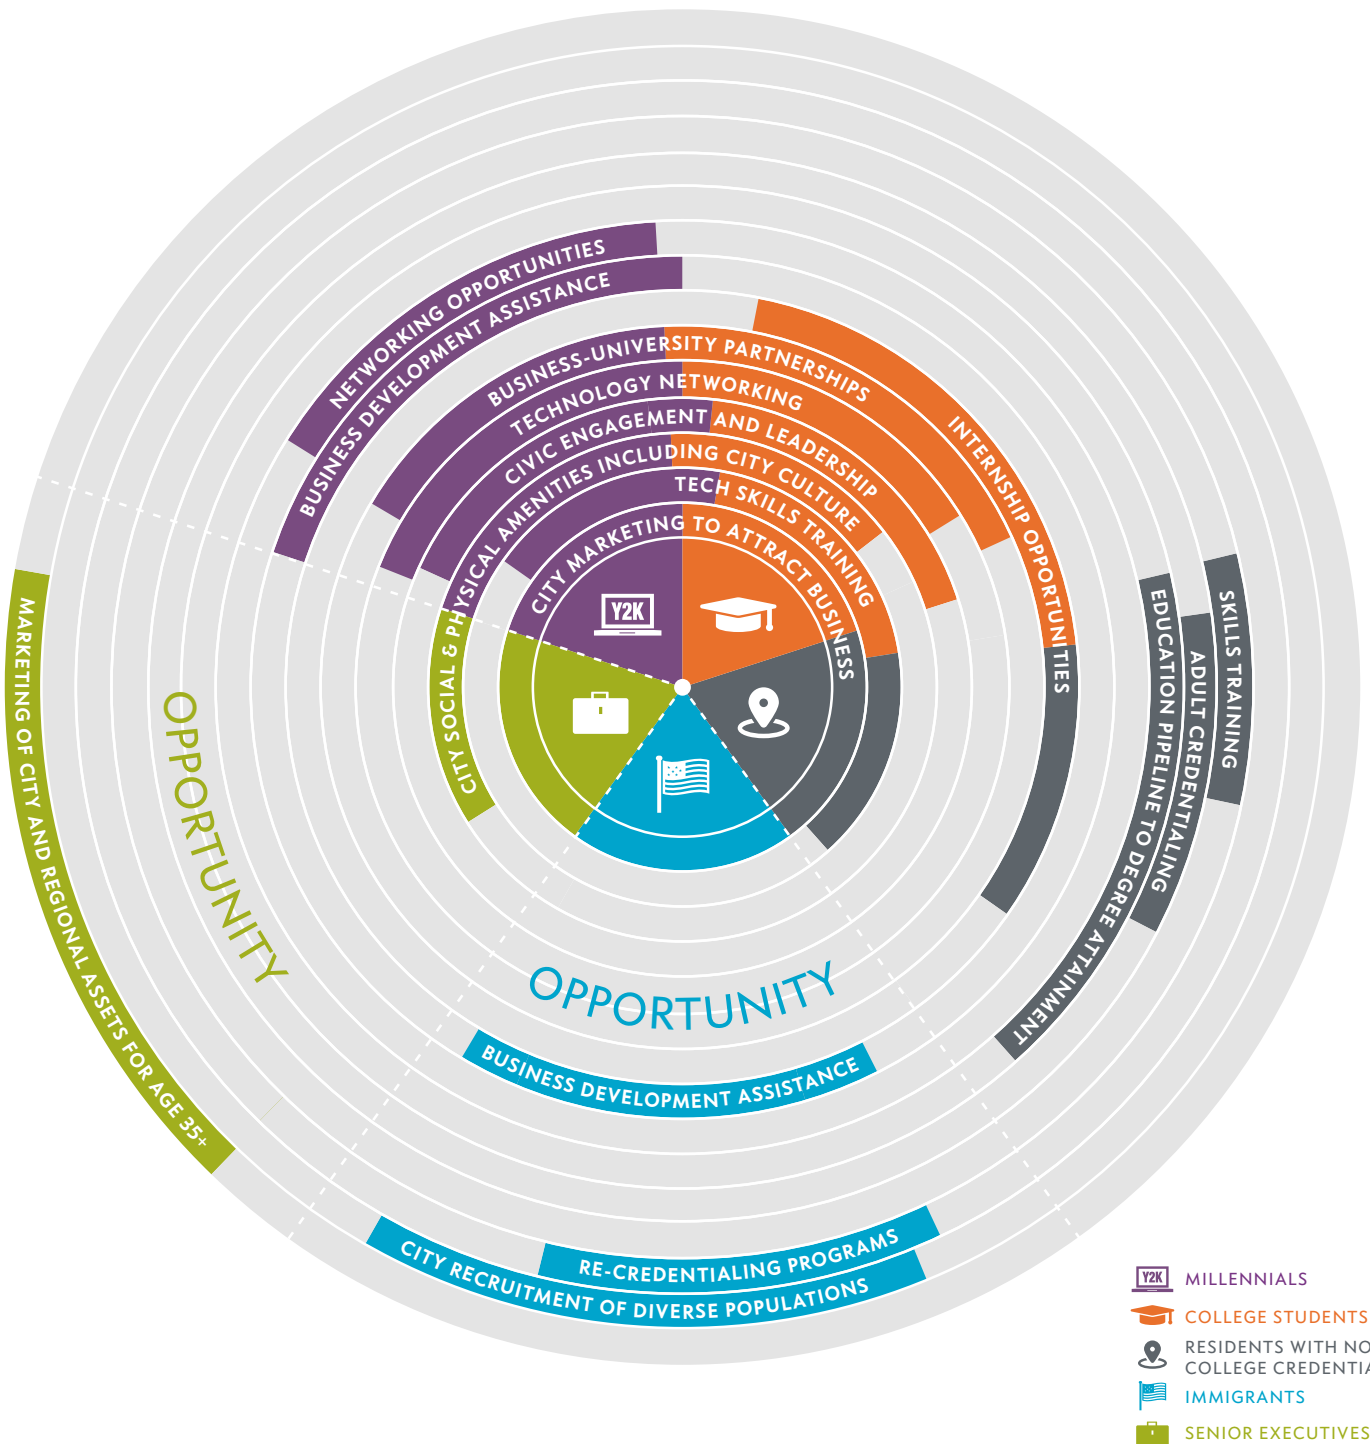 NETWORKING OPPORTUNITIES
BUSINESS DEVELOPMENT ASSISTANCE
BUSINESS-UNIVERSITY PARTNERSHIPS
TECHNOLOGY NETWORKING
CIVIC ENGAGEMENT AND LEADERSHIP
CITY SOCIAL & PHYSICAL AMENITIES INCLUDING CITY CULTURE
TECH SKILLS TRAINING
CITY MARKETING TO ATTRACT BUSINESS
INTERNSHIP OPPORTUNITIES
Y2K
SKILLS TRAINING
ADULT CREDENTIALING
EDUCATION PIPELINE TO DEGREE ATTAINMENT
MARKETING OF CITY AND REGIONAL ASSETS FOR AGE 35+
OPPORTUNITY
OPPORTUNITY
BUSINESS DEVELOPMENT ASSISTANCE
RE-CREDENTIALING PROGRAMS
CITY RECRUITMENT OF DIVERSE POPULATIONS
Y2K MILLENNIALS
COLLEGE STUDENTS
RESIDENTS WITH NO
COLLEGE
IMMIGRANTS
SENIOR EXECUTIVES